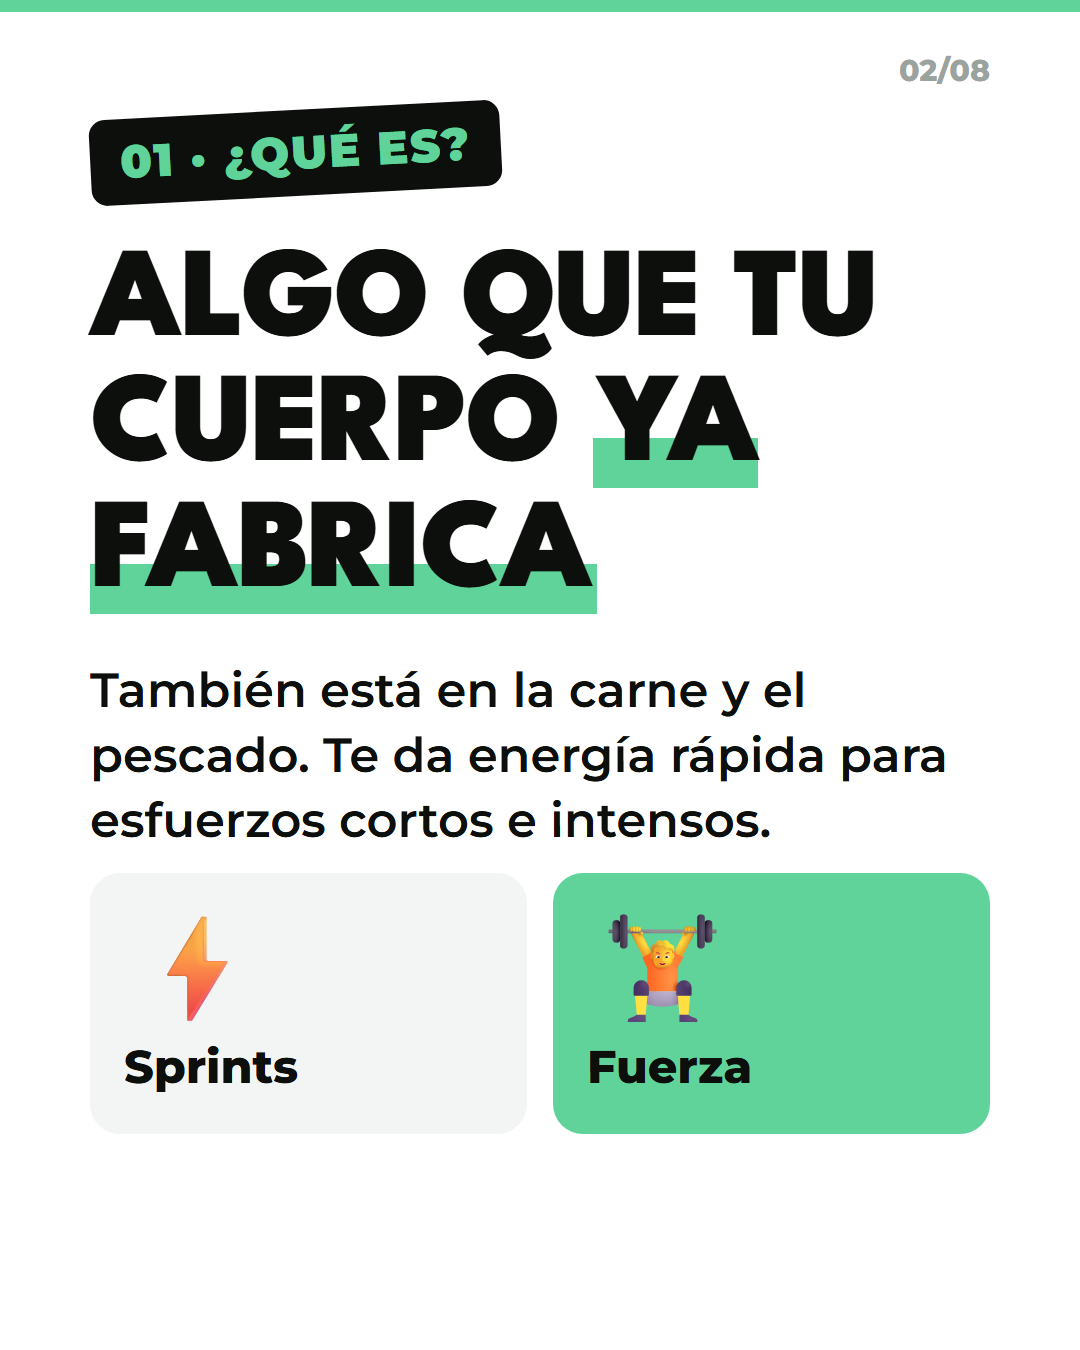 02/08
01 · ¿QUÉ ES?
ALGO QUE TU
CUERPO YA
FABRICA
También está en la carne y el
pescado. Te da energía rápida para
esfuerzos cortos e intensos.
Sprints
Fuerza